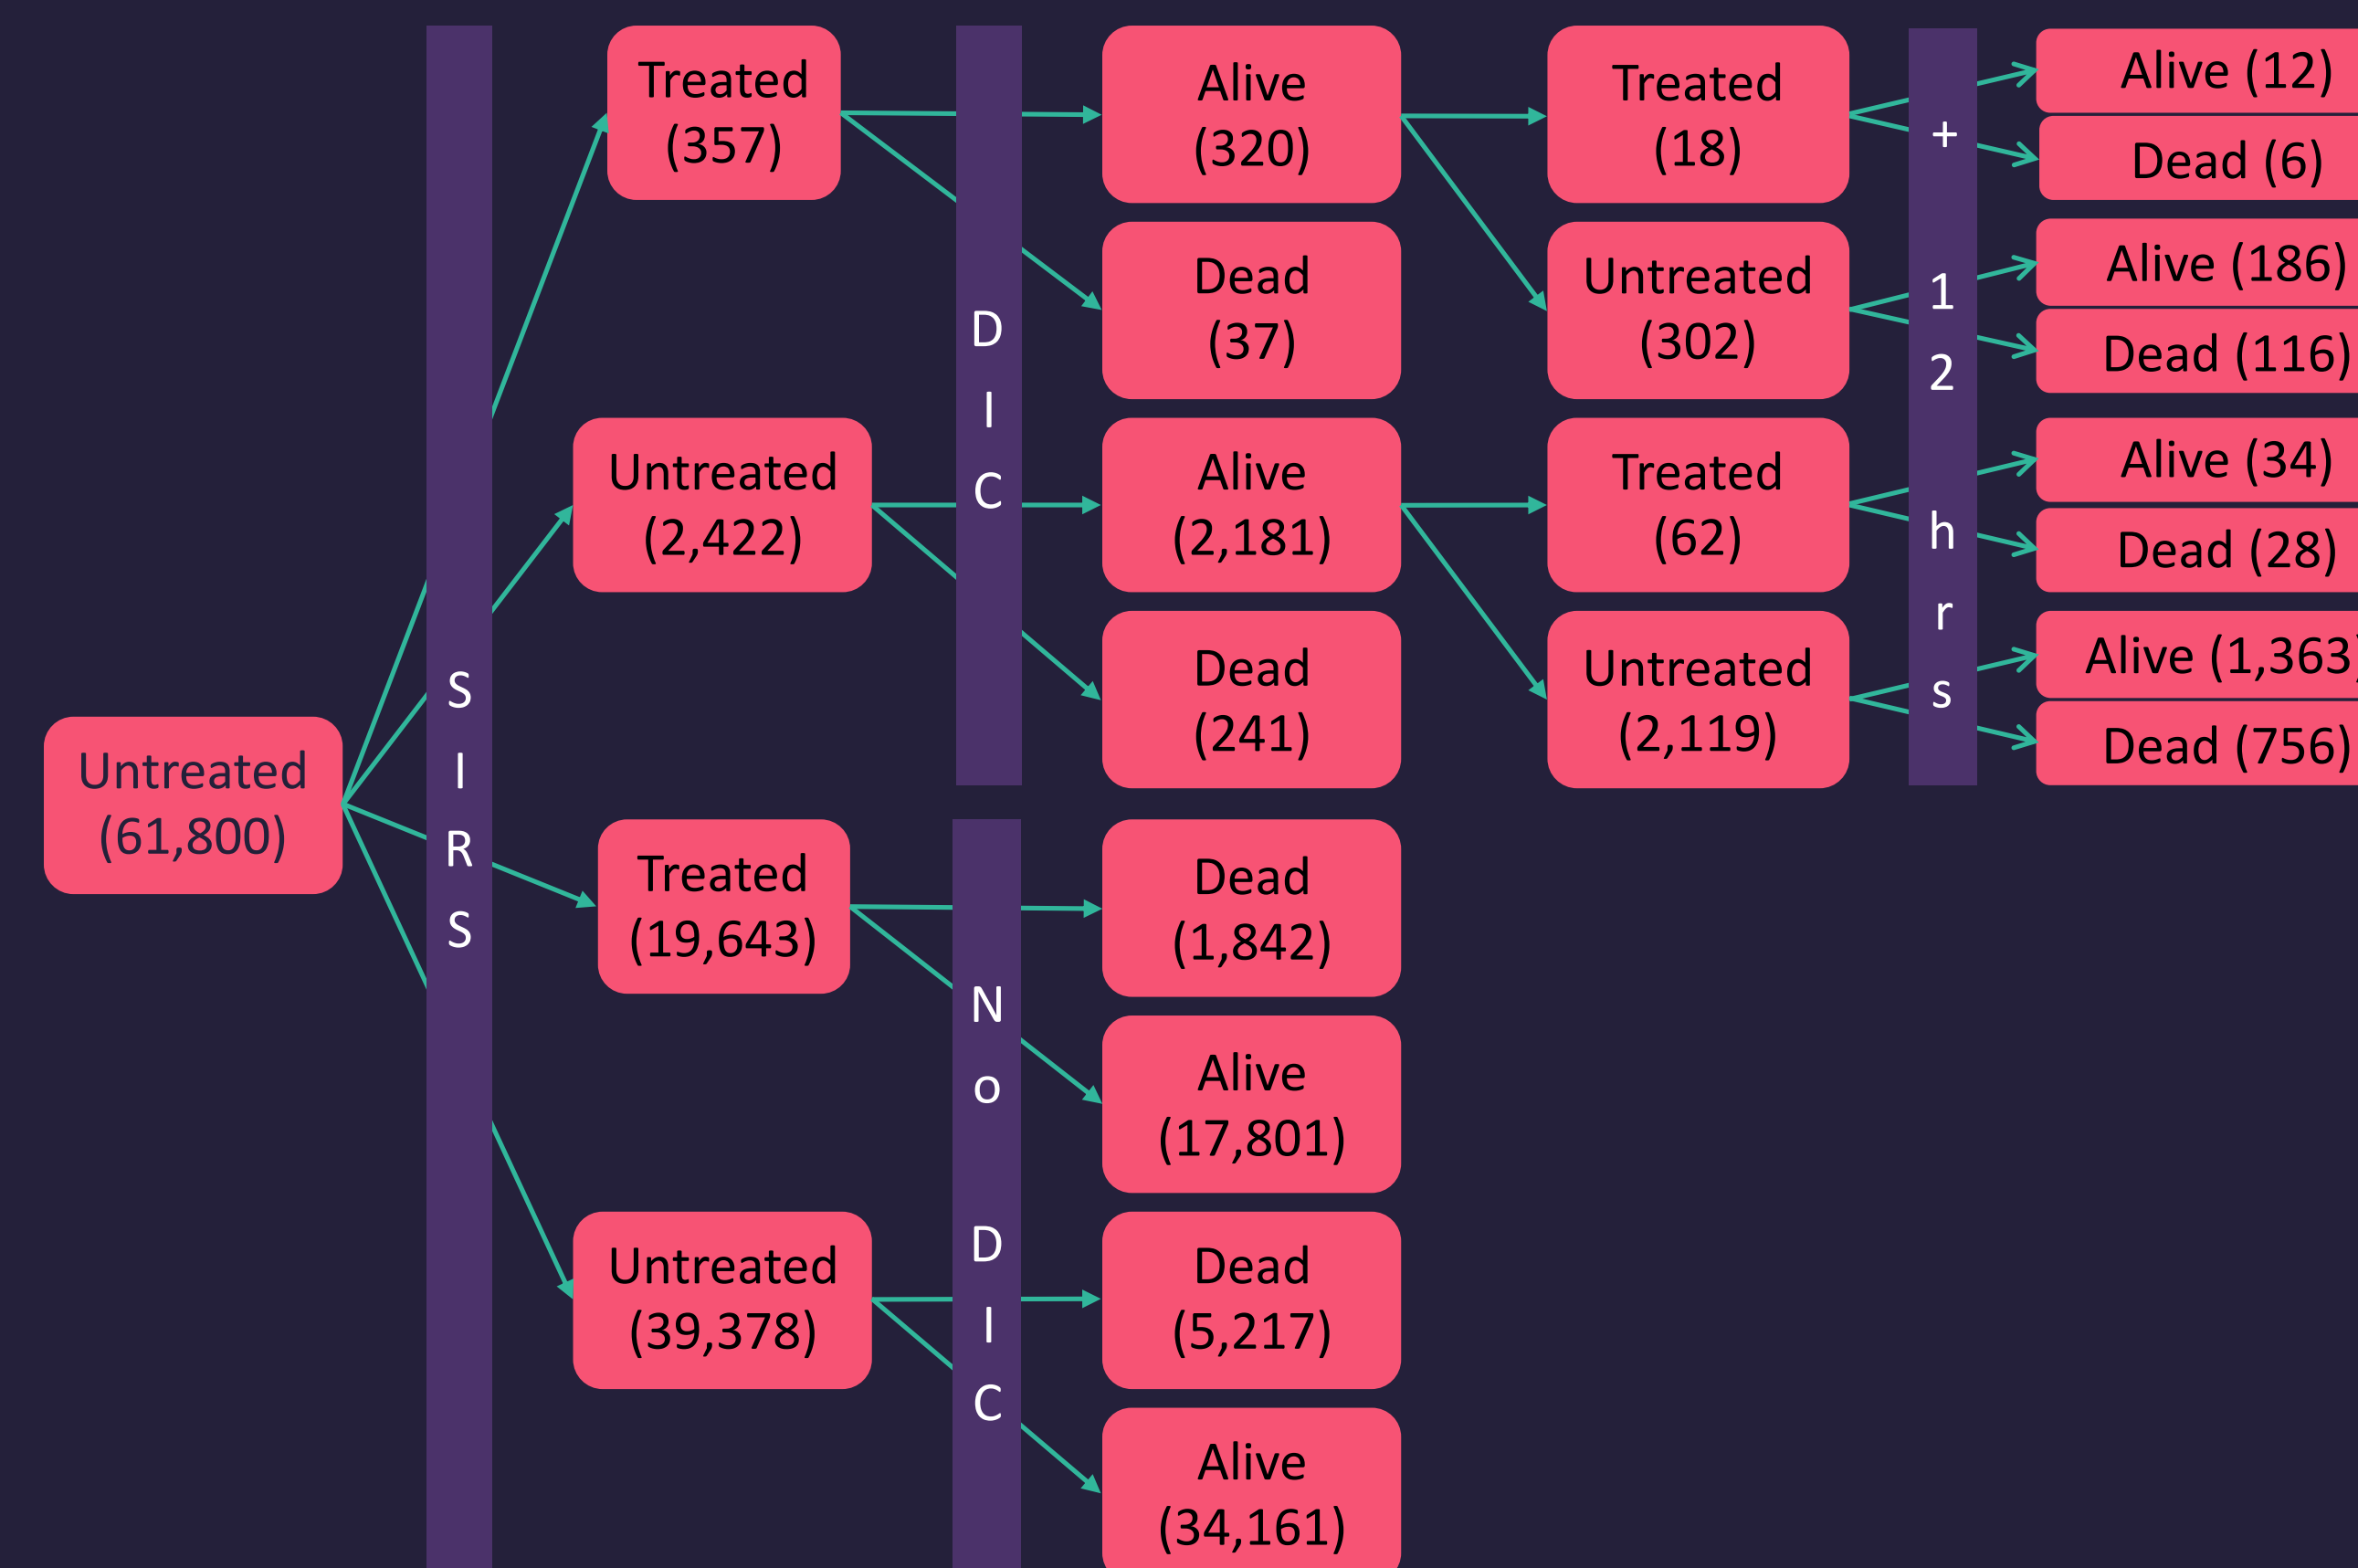 Untreated
(61,800)
S
I
R
S
Treated
(357)
Untreated
(2,422)
Treated
(19,643)
Untreated
(39,378)
D
I
C
N
o
D
I
C
Alive
(320)
Dead
(37)
Alive
(2,181)
Dead
(241)
Dead
(1,842)
Alive
(17,801)
Dead
(5,217)
Alive
(34,161)
Treated
(18)
Untreated
(302)
Treated
(62)
Untreated
(2,119)
+
1
2
h
r
s
Alive (12)
Dead (6)
Alive (186)
Dead (116)
Alive (34)
Dead (28)
Alive (1,363)
Dead (756)